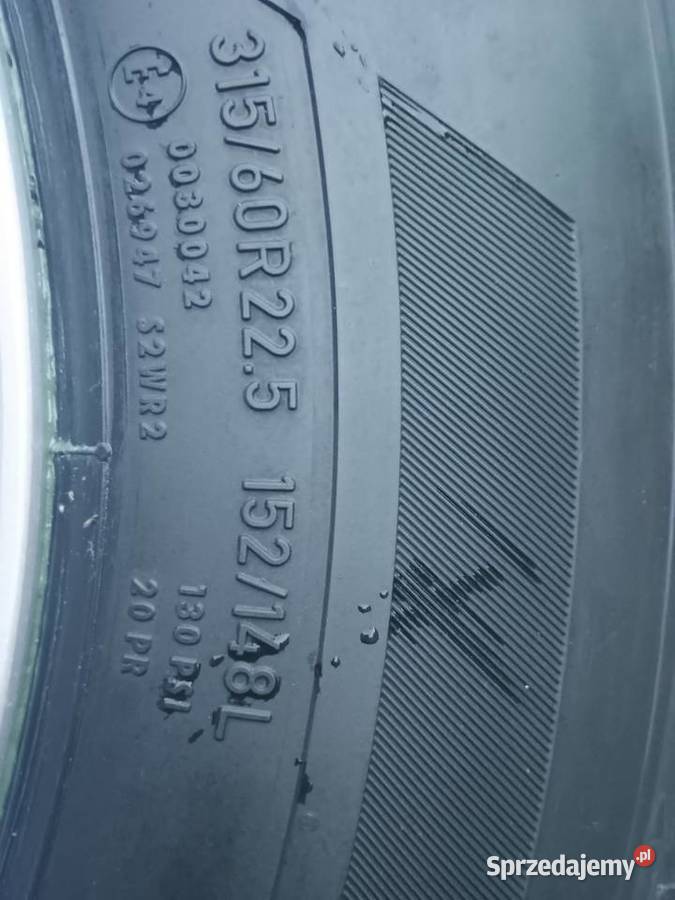 315/60R22.5 152/148L
E4
0030042
130 PSI
026947 S2WR2
20 PR
Sprzedajemy.pl